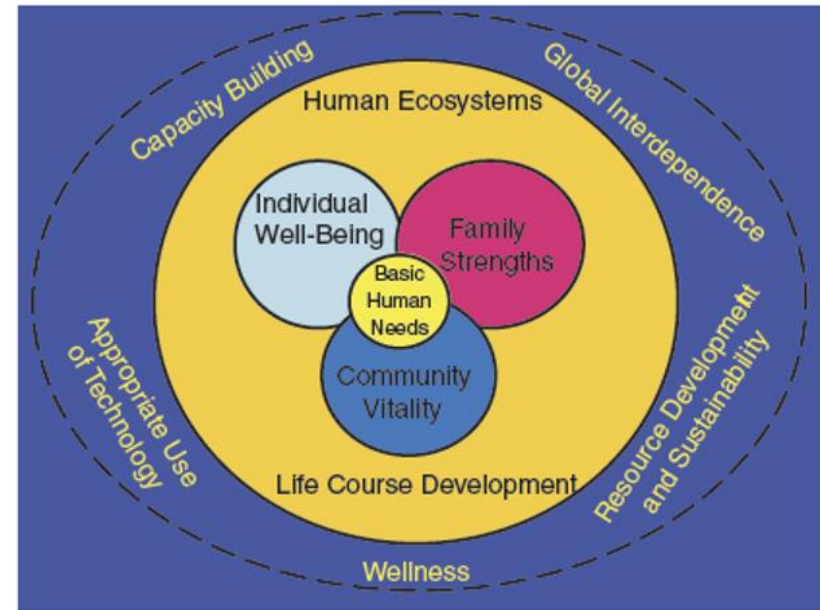 Capacity Building
Global Interdependence
Human Ecosystems
Individual
Well-Being
Family
Strengths
Basic
Human
Needs
Community
Vitality
Life Course Development
Appropriate Use
of Technology
Resource Development
and Sustainability
Wellness